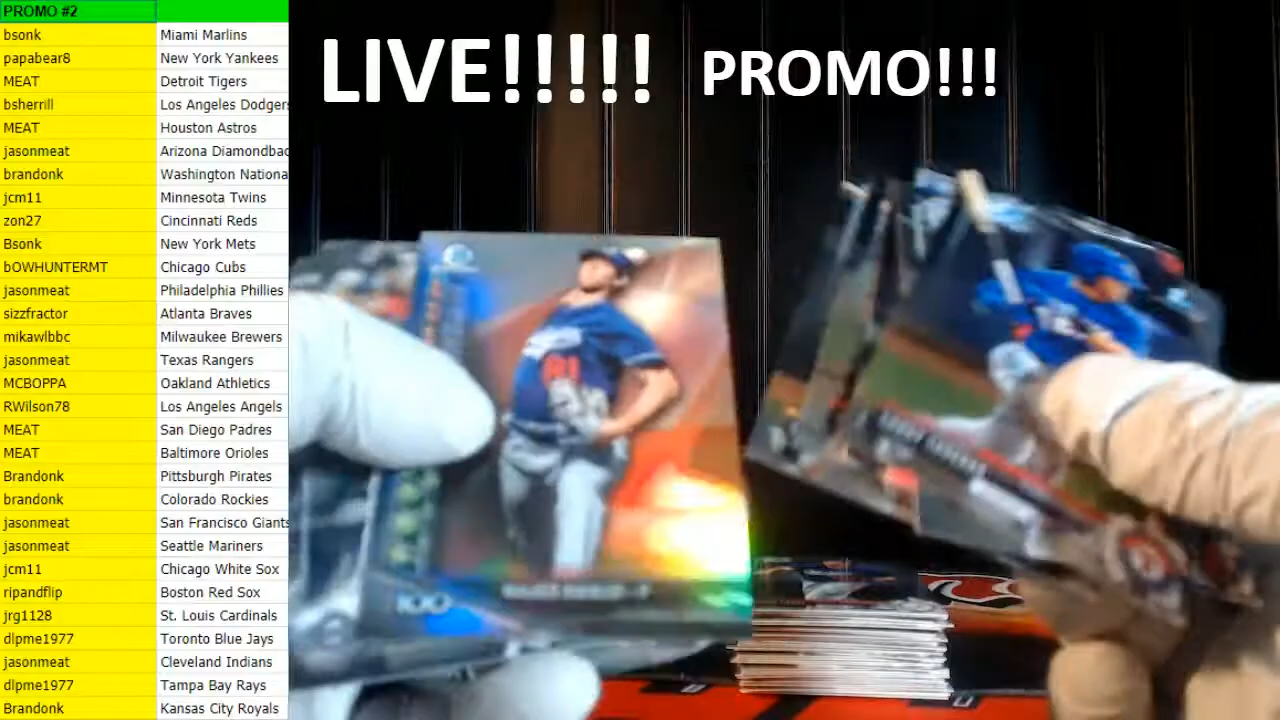 PROMO #2
bsonk Miami Marlins
papabear8 New York Yankees
MEAT Detroit Tigers
bsherrill Los Angeles Dodgers
MEAT Houston Astros
jasonmeat Arizona Diamondbac
brandonk Washington Nationa
jcm11 Minnesota Twins
zon27 Cincinnati Reds
Bsonk New York Mets
bOWHUNTERMT Chicago Cubs
jasonmeat Philadelphia Phillies
sizzfractor Atlanta Braves
mikawlbbc Milwaukee Brewers
jasonmeat Texas Rangers
MCBOPPA Oakland Athletics
RWilson78 Los Angeles Angels
MEAT San Diego Padres
MEAT Baltimore Orioles
Brandonk Pittsburgh Pirates
brandonk Colorado Rockies
jasonmeat San Francisco Giants
jasonmeat Seattle Mariners
jcm11 Chicago White Sox
ripandflip Boston Red Sox
jrg1128 St. Louis Cardinals
dlpme1977 Toronto Blue Jays
jasonmeat Cleveland Indians
dlpme1977 Tampa Bay Rays
Brandonk Kansas City Royals
LIVE!!!!! PROMO!!!
100